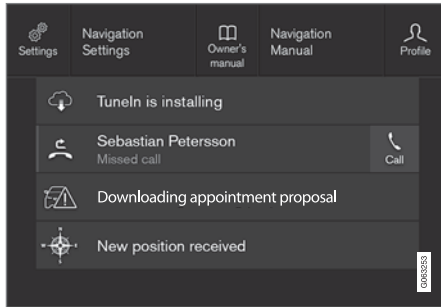 Settings
Navigation
Settings
Owner's
manual
Navigation
Manual
Profile
TuneIn is installing
Sebastian Petersson
Missed call
Call
Downloading appointment proposal
New position received
G063253